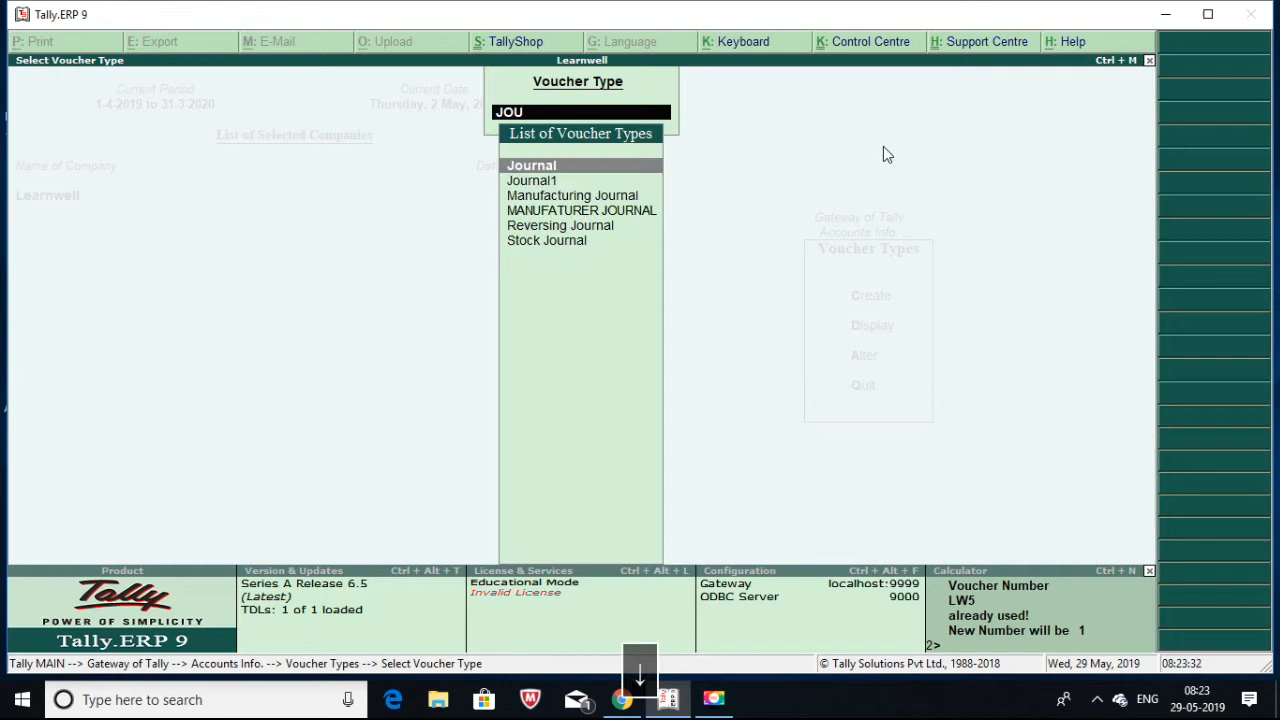 Tally.ERP 9
P: Print
E: Export
M: E-Mail
O: Upload
S: TallyShop
G: Language
K: Keyboard
K: Control Centre
H: Support Centre
H: Help
Select Voucher Type
Learnwell
Ctrl + M
Current Period
1-4-2019 to 31-3-2020
Current Date
Thursday, 2 May,
List of Selected Companies
Name of Company
Learnwell
Voucher Type
JOU
List of Voucher Types
Journal
Journal1
Manufacturing Journal
MANUFATURER JOURNAL
Reversing Journal
Stock Journal
Gateway of Tally ...
Accounts Info. ...
Voucher Types
Create
Display
Alter
Quit
Product
Tally
POWER OF SIMPLICITY
Tally.ERP 9
Version & Updates Ctrl + Alt + T
Series A Release 6.5
(Latest)
TDLs: 1 of 1 loaded
License & Services Ctrl + Alt + L
Educational Mode
Invalid License
Configuration Ctrl + Alt + F
Gateway localhost:9999
ODBC Server 9000
Calculator Ctrl + N
Voucher Number
LW5
already used!
New Number will be 1
2>
Tally MAIN --> Gateway of Tally --> Accounts Info. --> Voucher Types --> Select Voucher Type
© Tally Solutions Pvt Ltd., 1988-2018
Wed, 29 May, 2019
08:23:32
Type here to search
1
ENG
08:23
29-05-2019